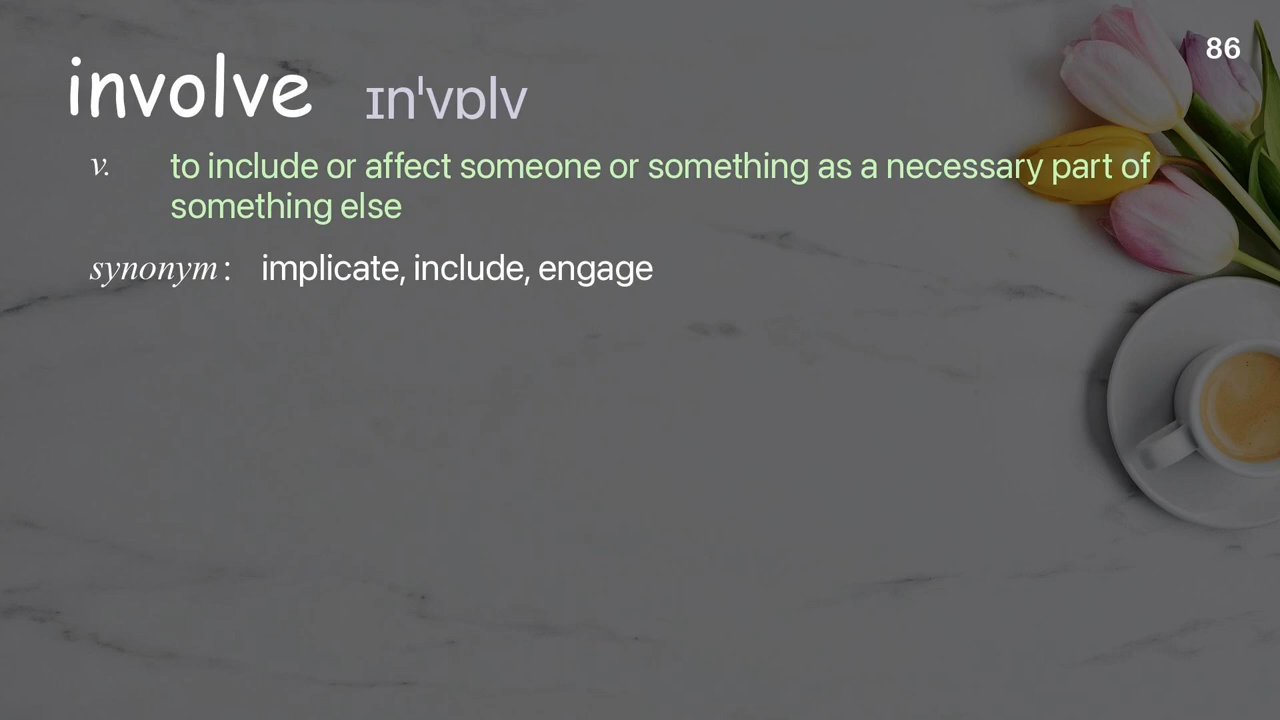 86
involve ɪnˈvɒlv
v. to include or affect someone or something as a necessary part of
something else
synonym : implicate, include, engage